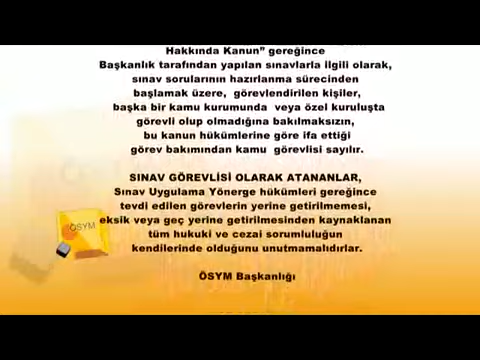 Hakkında Kanun” gereğince
Başkanlık tarafından yapılan sınavlarla ilgili olarak,
sınav sorularının hazırlanma sürecinden
başlamak üzere, görevlendirilen kişiler,
başka bir kamu kurumunda veya özel kuruluşta
görevli olup olmadığına bakılmaksızın,
bu kanun hükümlerine göre ifa ettiği
görev bakımından kamu görevlisi sayılır.
SINAV GÖREVLİSİ OLARAK ATANANLAR,
Sınav Uygulama Yönerge hükümleri gereğince
tevdi edilen görevlerin yerine getirilmemesi,
eksik veya geç yerine getirilmesinden kaynaklanan
tüm hukuki ve cezai sorumluluğun
kendilerinde olduğunu unutmamalıdırlar.
ÖSYM Başkanlığı
ÖSYM